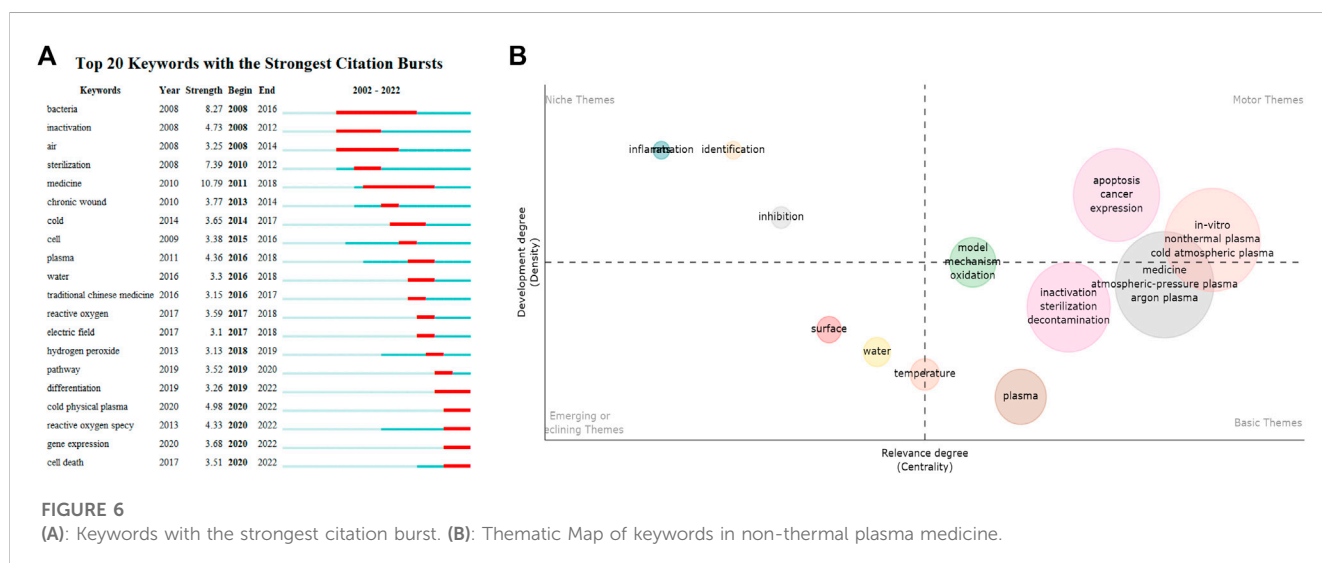 A
Top 20 Keywords with the Strongest Citation Bursts
Keywords Year Strength Begin End 2002 - 2022
bacteria 2008 8.27 2008 2016
inactivation 2008 4.73 2008 2012
air 2008 3.25 2008 2014
sterilization 2008 7.39 2010 2012
medicine 2010 10.79 2011 2018
chronic wound 2010 3.77 2013 2014
cold 2014 3.65 2014 2017
cell 2009 3.38 2015 2016
plasma 2011 4.36 2016 2018
water 2016 3.3 2016 2018
traditional chinese medicine 2016 3.15 2016 2017
reactive oxygen 2017 3.59 2017 2018
electric field 2017 3.1 2017 2018
hydrogen peroxide 2013 3.13 2018 2019
pathway 2019 3.52 2019 2020
differentiation 2019 3.26 2019 2022
cold physical plasma 2020 4.98 2020 2022
reactive oxygen specy 2013 4.33 2020 2022
gene expression 2020 3.68 2020 2022
cell death 2017 3.51 2020 2022
B
Niche Themes
Motor Themes
identification
inhibition
apoptosis
cancer
expression
in-vitro
nonthermal plasma
cold atmospheric plasma
model
mechanism
oxidation
medicine
atmospheric-pressure plasma
argon plasma
inactivation
sterilization
decontamination
surface
water
temperature
plasma
Emerging or
eclining Themes
Basic Themes
Development degree
(Density)
Relevance degree
(Centrality)
FIGURE 6
(A): Keywords with the strongest citation burst. (B): Thematic Map of keywords in non-thermal plasma medicine.